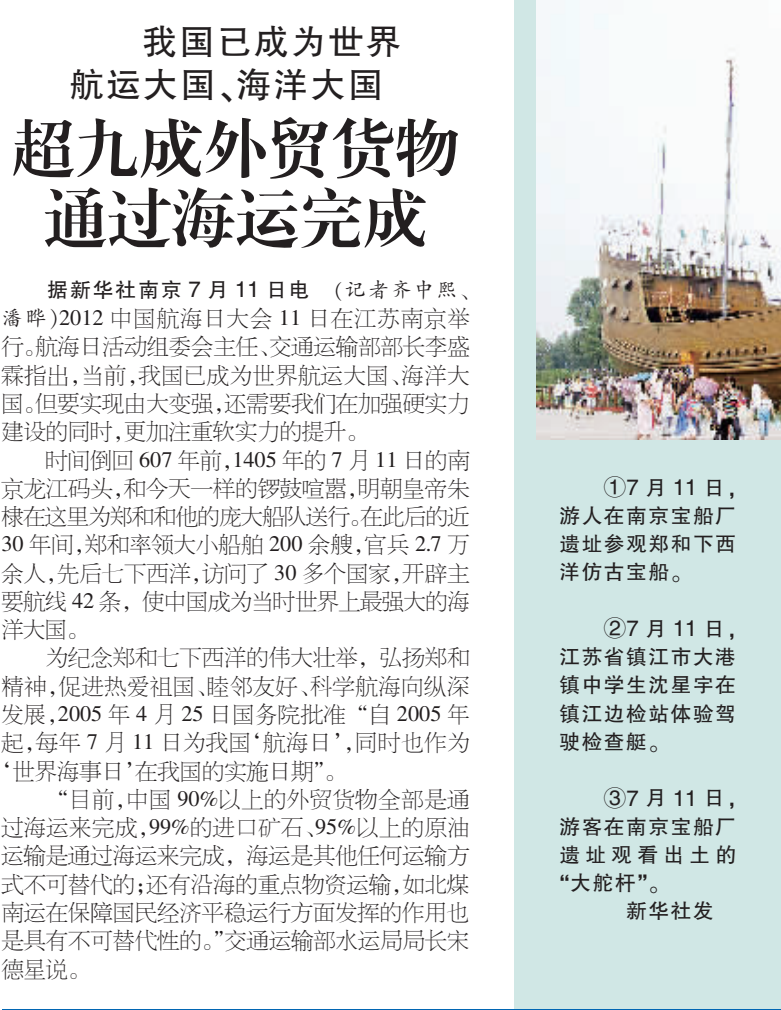 我国已成为世界
航运大国、海洋大国
超九成外贸货物
通过海运完成
据新华社南京7月11日电 (记者齐中熙、
潘晔)2012中国航海日大会11日在江苏南京举
行。航海日活动组委会主任、交通运输部部长李盛
霖指出,当前,我国已成为世界航运大国、海洋大
国。但要实现由大变强,还需要我们在加强硬实力
建设的同时,更加注重软实力的提升。
时间倒回607年前,1405年的7月11日的南
京龙江码头,和今天一样的锣鼓喧嚣,明朝皇帝朱
棣在这里为郑和和他的庞大船队送行。在此后的近
30年间,郑和率领大小船舶200余艘,官兵2.7万
余人,先后七下西洋,访问了30多个国家,开辟主
要航线42条,使中国成为当时世界上最强大的海
洋大国。
为纪念郑和七下西洋的伟大壮举,弘扬郑和
精神,促进热爱祖国、睦邻友好、科学航海向纵深
发展,2005年4月25日国务院批准“自2005年
起,每年7月11日为我国‘航海日’,同时也作为
‘世界海事日’在我国的实施日期”。
“目前,中国90%以上的外贸货物全部是通
过海运来完成,99%的进口矿石、95%以上的原油
运输是通过海运来完成,海运是其他任何运输方
式不可替代的;还有沿海的重点物资运输,如北煤
南运在保障国民经济平稳运行方面发挥的作用也
是具有不可替代性的。”交通运输部水运局局长宋
德星说。
①7月11日,
游人在南京宝船厂
遗址参观郑和下西
洋仿古宝船。
②7月11日,
江苏省镇江市大港
镇中学生沈星宇在
镇江边检站体验驾
驶检查艇。
③7月11日,
游客在南京宝船厂
遗址观看出土的
“大舵杆”。
新华社发